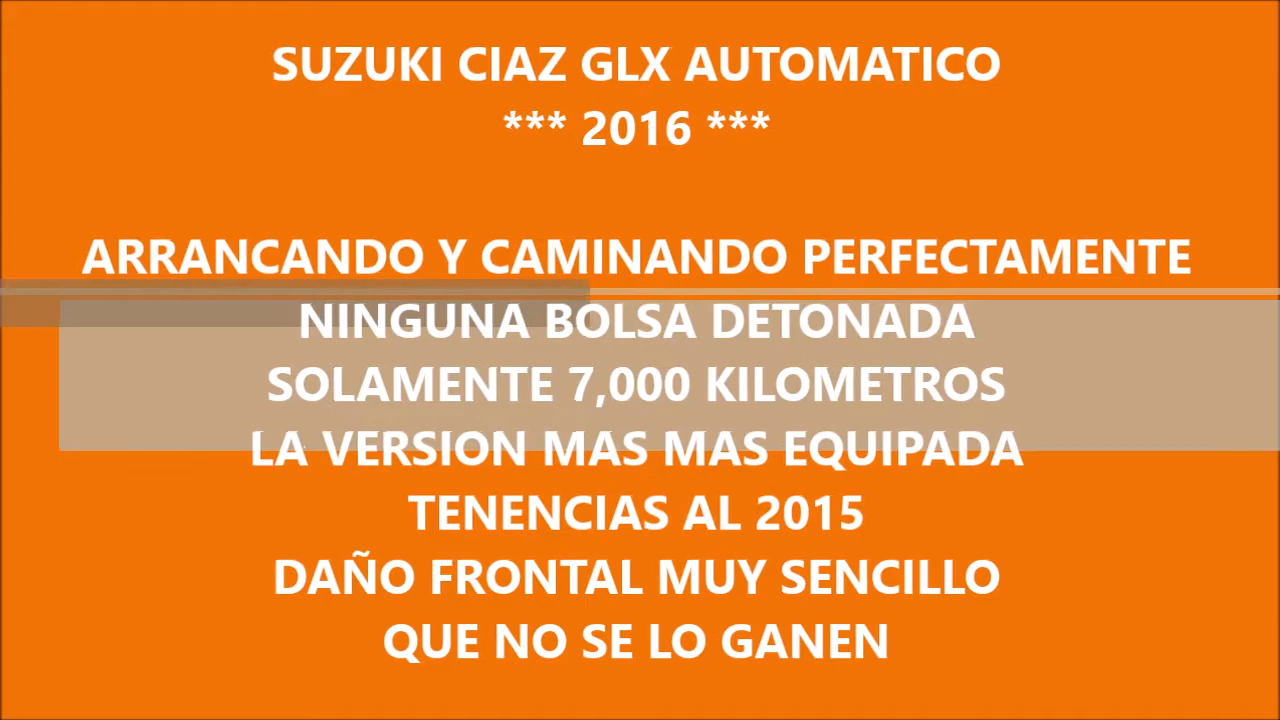 SUZUKI CIAZ GLX AUTOMATICO
*** 2016 ***
ARRANCANDO Y CAMINANDO PERFECTAMENTE
NINGUNA BOLSA DETONADA
SOLAMENTE 7,000 KILOMETROS
LA VERSION MAS MAS EQUIPADA
TENENCIAS AL 2015
DAÑO FRONTAL MUY SENCILLO
QUE NO SE LO GANEN